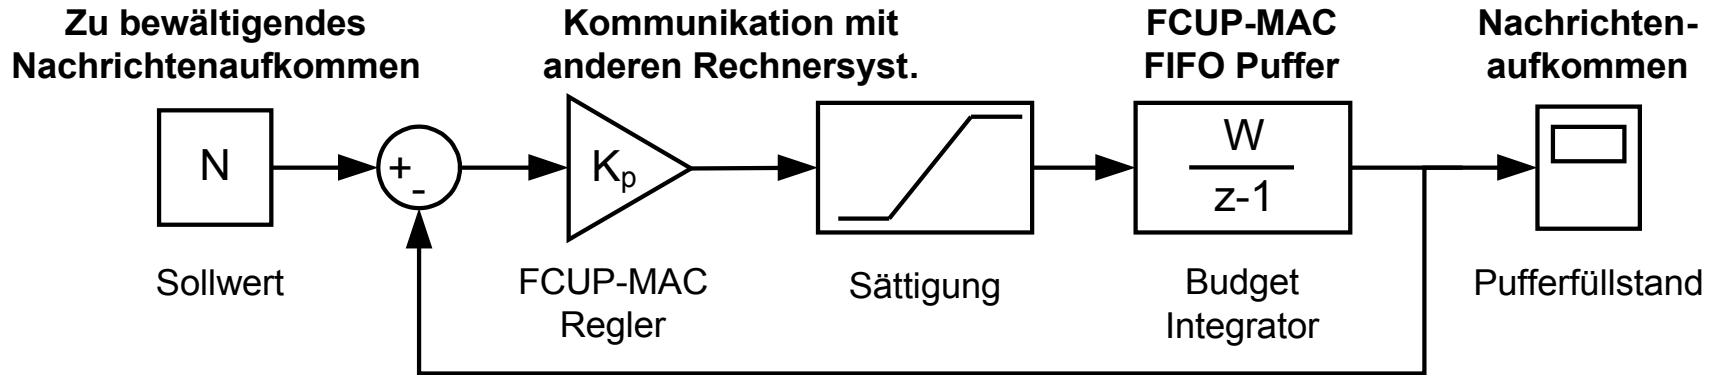 Zu bewältigendes
Nachrichtenaufkommen
Kommunikation mit
anderen Rechnersyst.
FCUP-MAC
FIFO Puffer
Nachrichten-
aufkommen
N
+
-
Kp
W
z-1
Sollwert
FCUP-MAC
Regler
Sättigung
Budget
Integrator
Pufferfüllstand